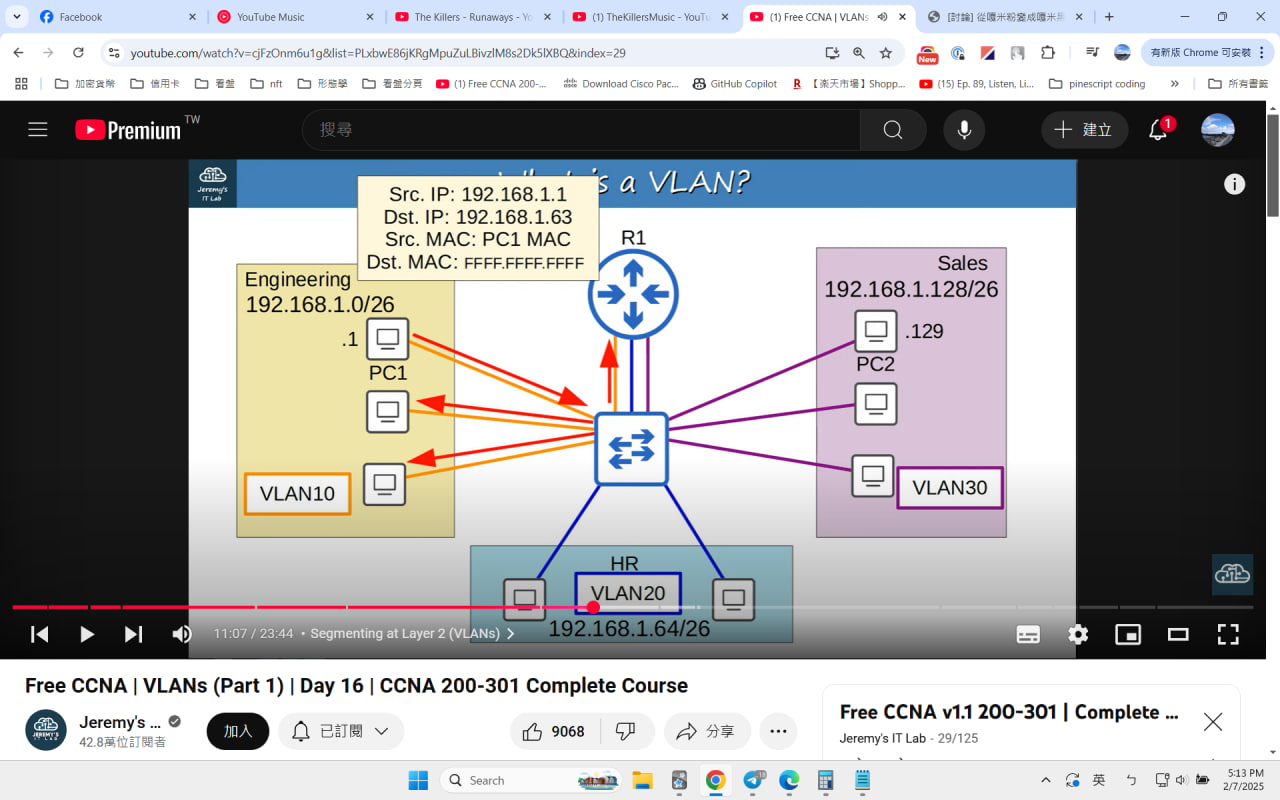 Facebook
YouTube Music
The Killers - Runaways - Yo
(1) TheKillersMusic - YouTu
(1) Free CCNA | VLANs
[討論] 從嘎米粉變成嘎米黑
youtube.com/watch?v=cjFzOnm6u1g&list=PLxbwE86jKRgMpuZuLBivzlM8s2Dk5lXBQ&index=29
New
有新版 Chrome 可安裝
加密貨幣
信用卡
看盤
nft
形態學
看盤分頁
(1) Free CCNA 200-...
Download Cisco Pac...
GitHub Copilot
【楽天市場】Shopp...
(15) Ep. 89, Listen, Li...
pinescript coding
所有書籤
Premium TW
搜尋
建立
1
Jeremy's
IT Lab
is a VLAN?
Src. IP: 192.168.1.1
Dst. IP: 192.168.1.63
Src. MAC: PC1 MAC
Dst. MAC: FFFF.FFFF.FFFF
R1
Engineering
192.168.1.0/26
.1
PC1
VLAN10
Sales
192.168.1.128/26
.129
PC2
VLAN30
HR
VLAN20
192.168.1.64/26
11:07 / 23:44 • Segmenting at Layer 2 (VLANs)
Free CCNA | VLANs (Part 1) | Day 16 | CCNA 200-301 Complete Course
Jeremy's ...
42.8萬位訂閱者
加入
已訂閱
9068
分享
Free CCNA v1.1 200-301 | Complete ...
Jeremy's IT Lab - 29/125
Search
英
ㄅ
5:13 PM
2/7/2025